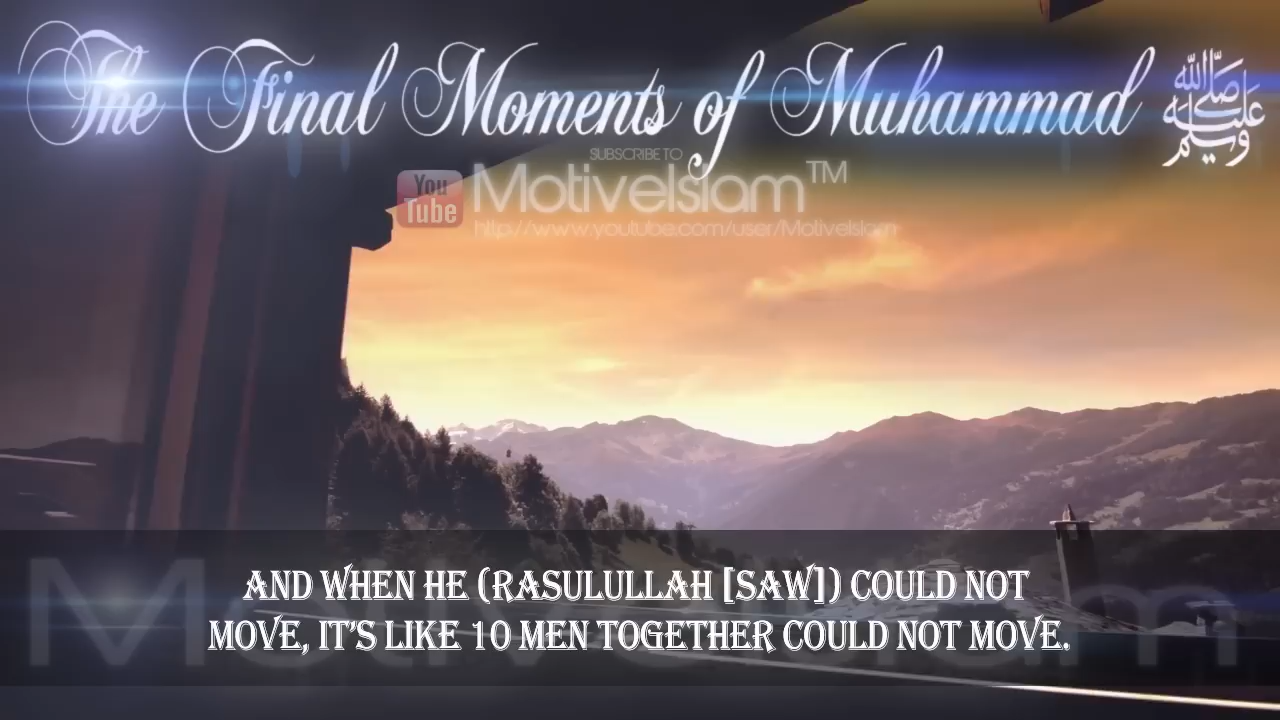 The Final Moments of Muhammad ﷺ
SUBSCRIBE TO
You
Tube
MotiveIslam™
http://www.youtube.com/user/MotiveIslam
AND WHEN HE (RASULULLAH [SAW]) COULD NOT
MOVE, IT'S LIKE 10 MEN TOGETHER COULD NOT MOVE.
MotiveIslam